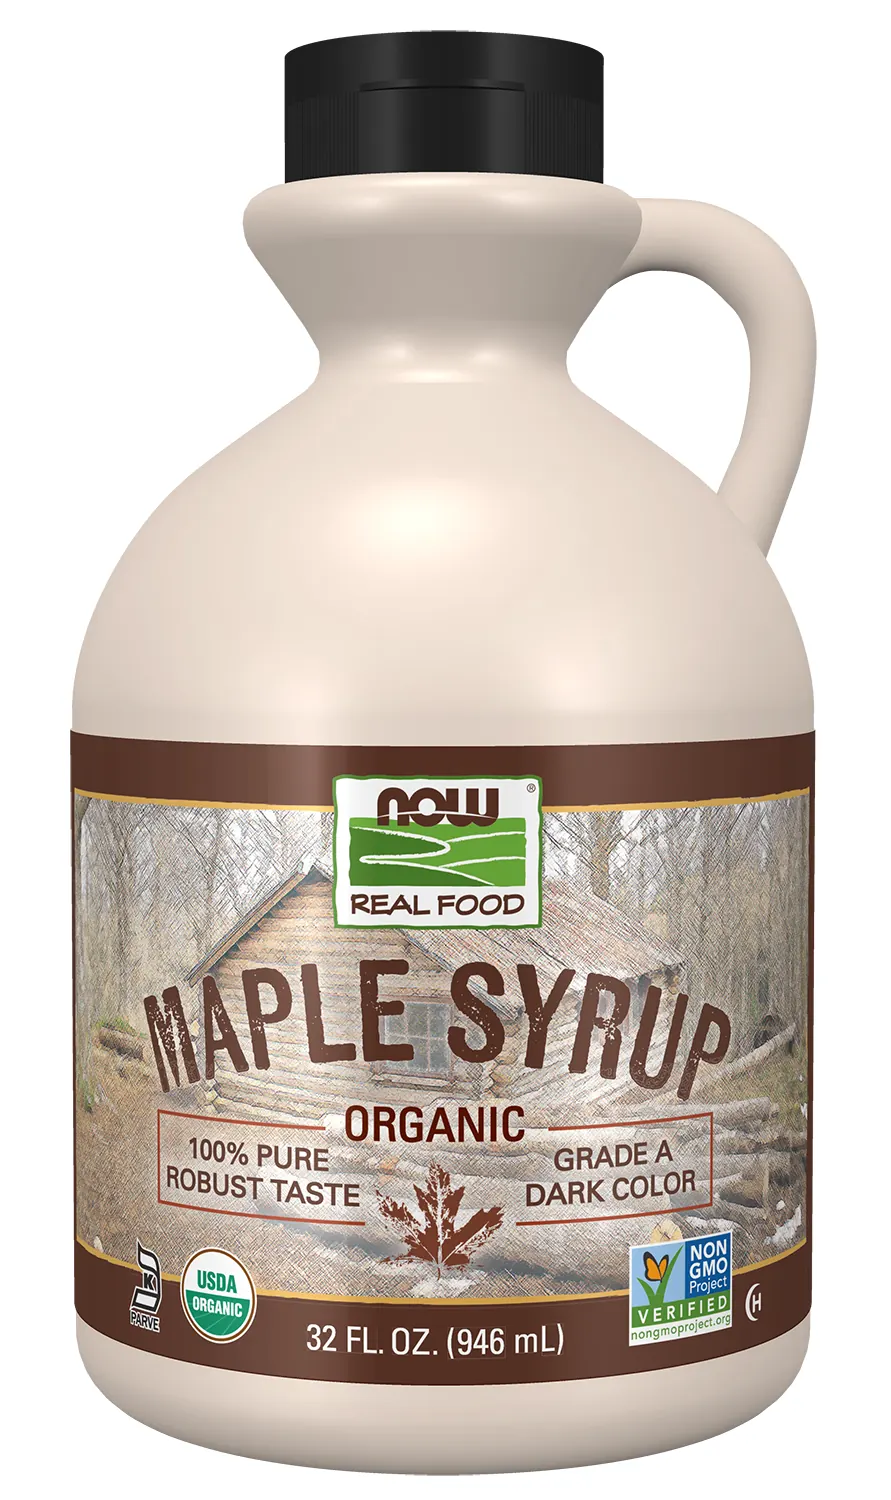 now®
REAL FOOD
MAPLE SYRUP
ORGANIC
100% PURE
ROBUST TASTE
GRADE A
DARK COLOR
K
PARVE
USDA
ORGANIC
32 FL. OZ. (946 mL)
NON
GMO
Project
VERIFIED
nongmoproject.org
H